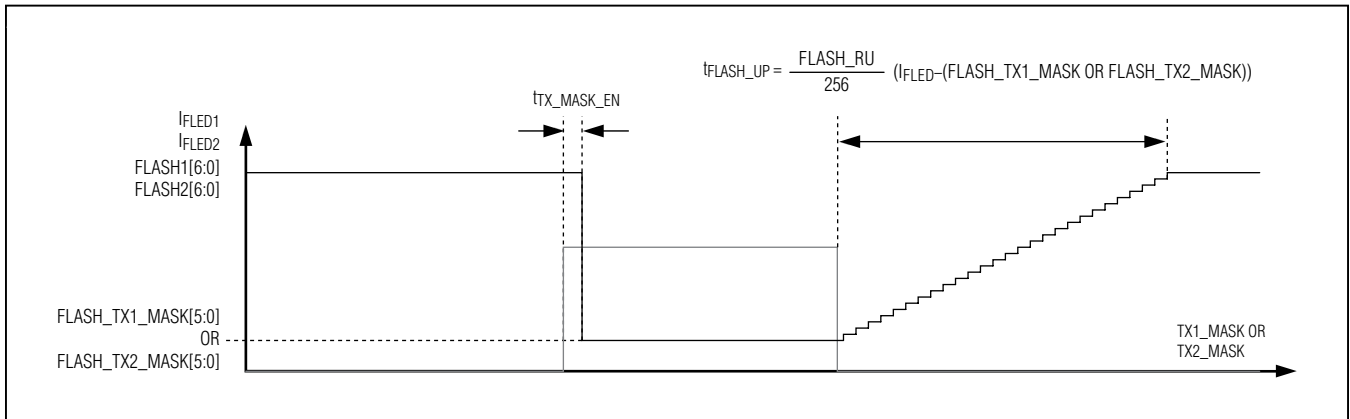 tFLASH_UP = FLASH_RU / 256 (IFLED–(FLASH_TX1_MASK OR FLASH_TX2_MASK))
tTX_MASK_EN
IFLED1
IFLED2
FLASH1[6:0]
FLASH2[6:0]
FLASH_TX1_MASK[5:0]
OR
FLASH_TX2_MASK[5:0]
TX1_MASK OR
TX2_MASK